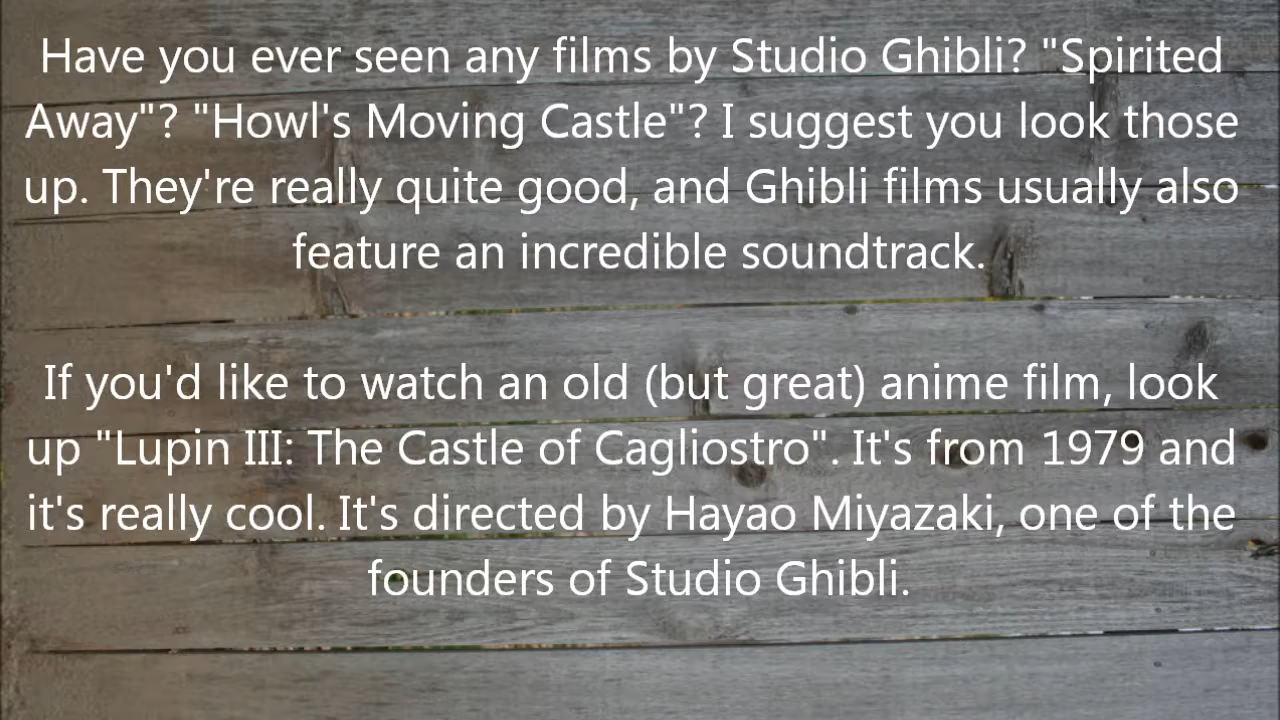 Have you ever seen any films by Studio Ghibli? "Spirited
Away"? "Howl's Moving Castle"? I suggest you look those
up. They're really quite good, and Ghibli films usually also
feature an incredible soundtrack.
If you'd like to watch an old (but great) anime film, look
up "Lupin III: The Castle of Cagliostro". It's from 1979 and
it's really cool. It's directed by Hayao Miyazaki, one of the
founders of Studio Ghibli.